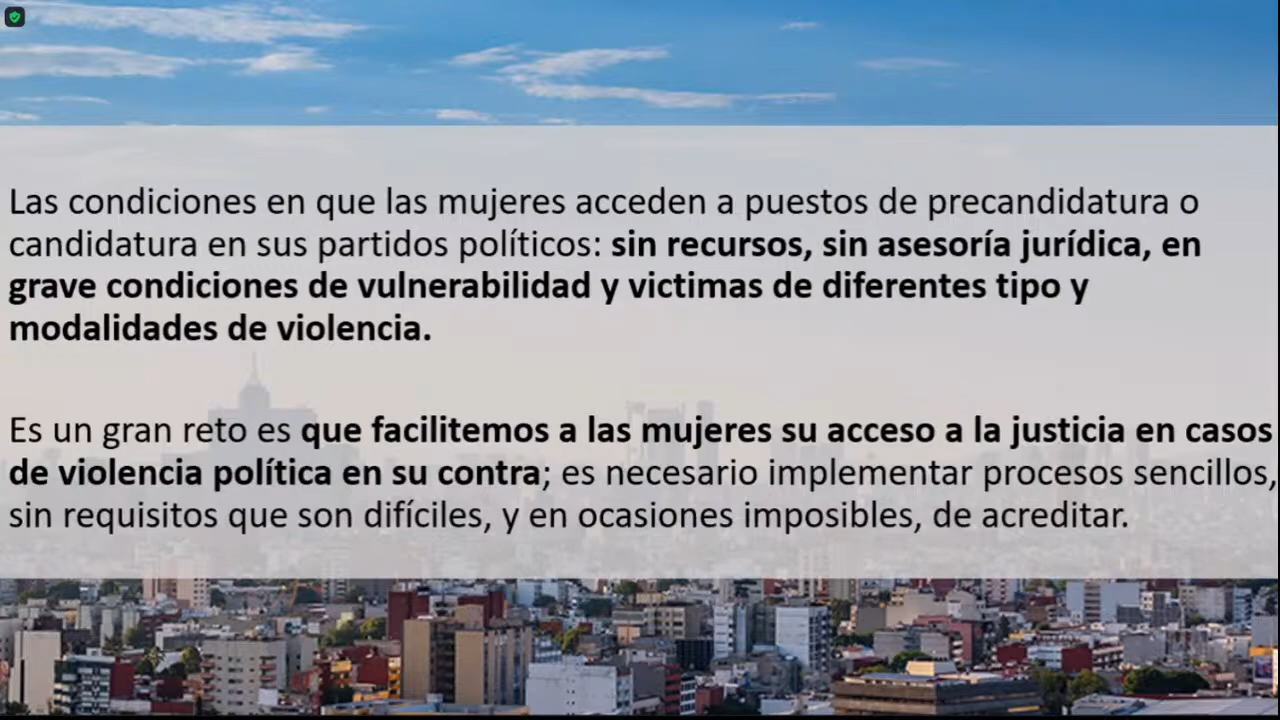 Las condiciones en que las mujeres acceden a puestos de precandidatura o
candidatura en sus partidos políticos: sin recursos, sin asesoría jurídica, en
grave condiciones de vulnerabilidad y victimas de diferentes tipo y
modalidades de violencia.
Es un gran reto es que facilitemos a las mujeres su acceso a la justicia en casos
de violencia política en su contra; es necesario implementar procesos sencillos,
sin requisitos que son difíciles, y en ocasiones imposibles, de acreditar.